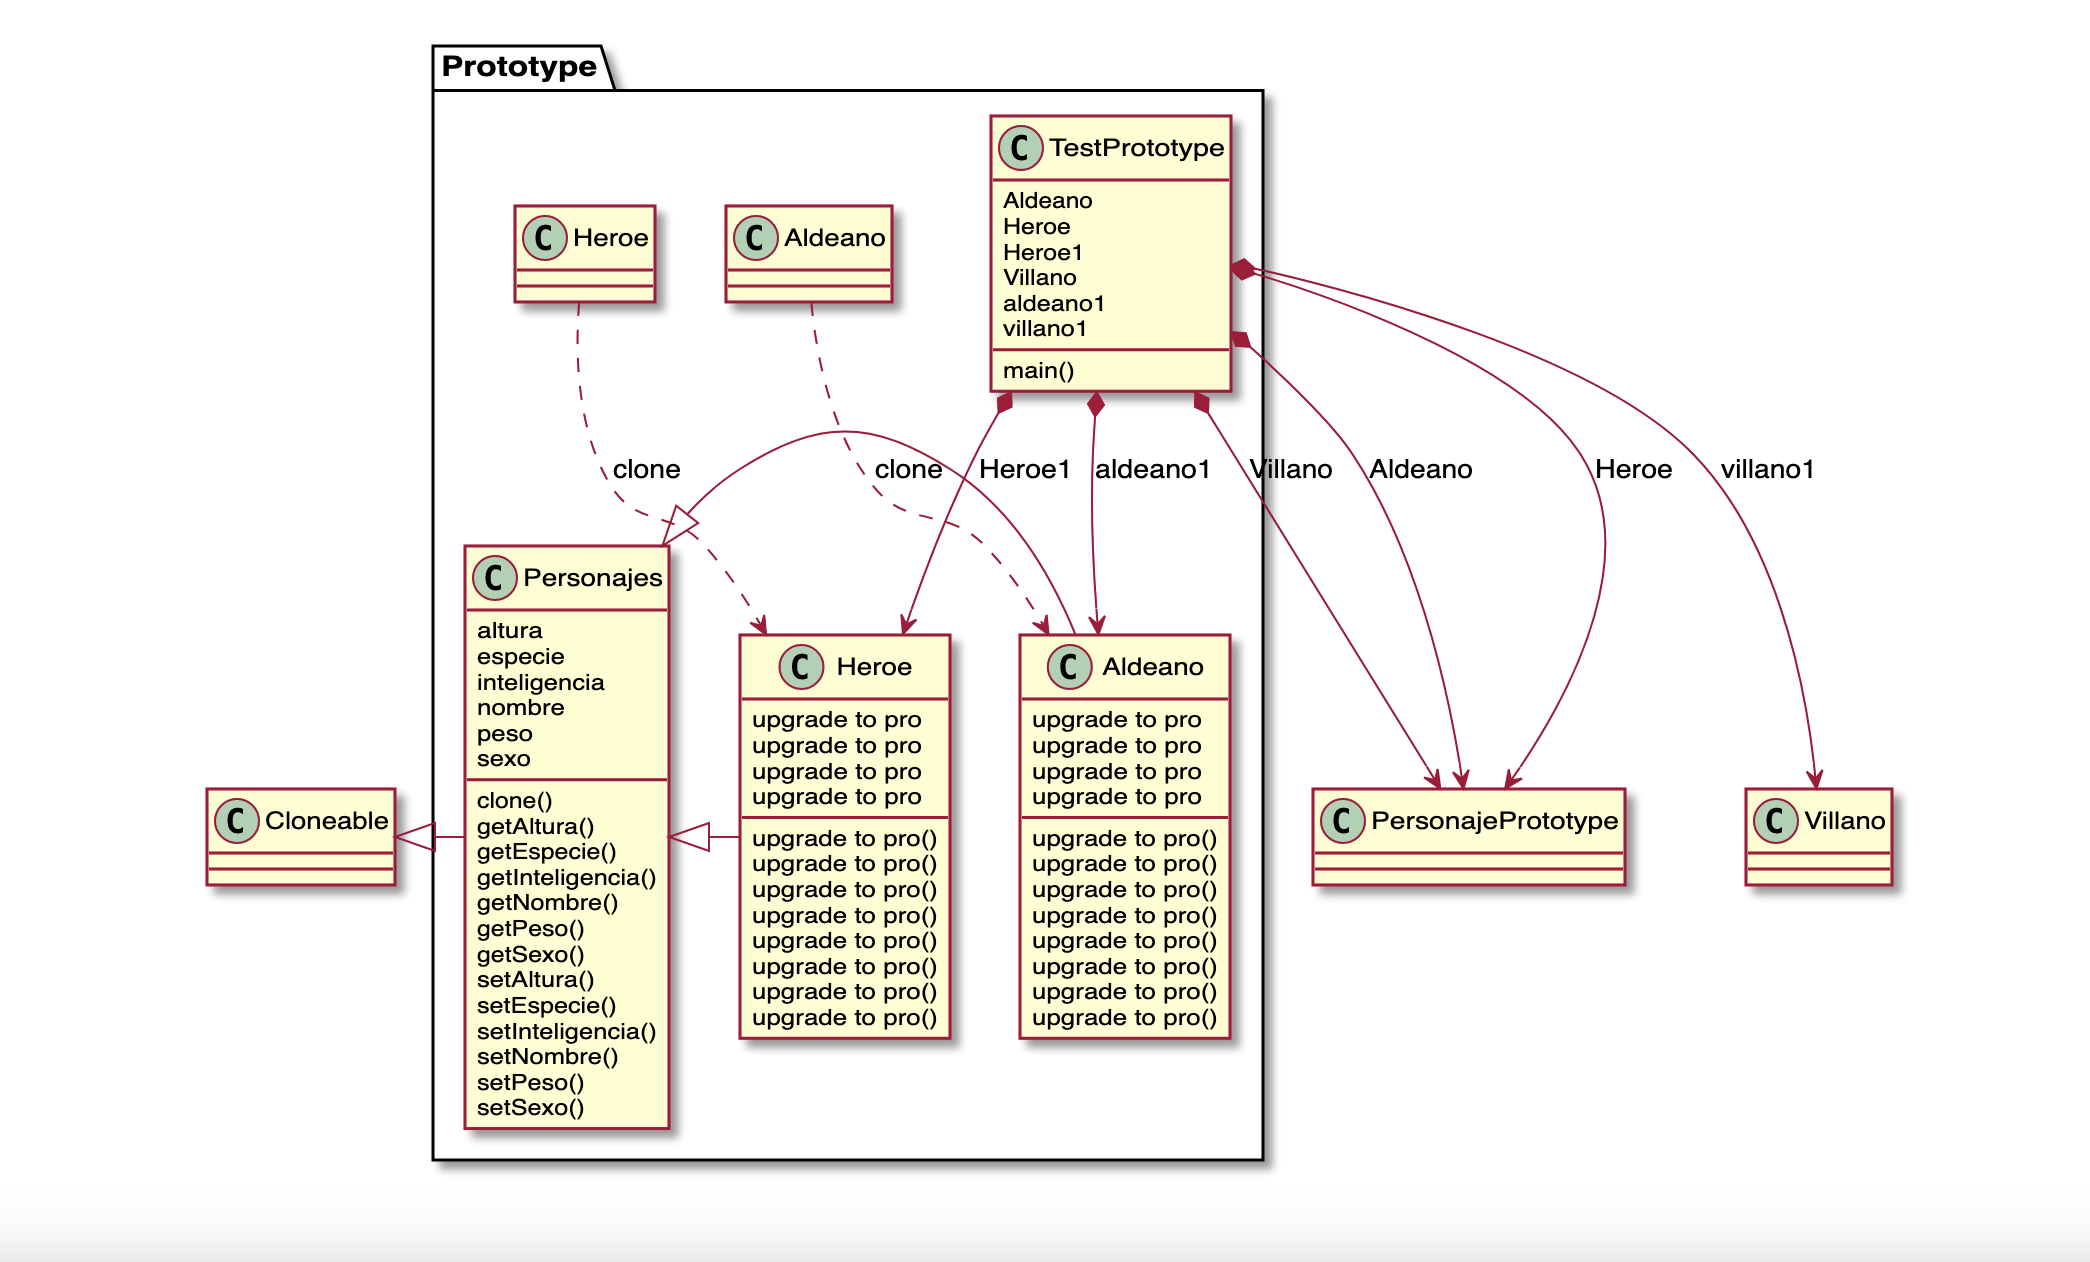 Prototype
C TestPrototype
Aldeano
Heroe
Heroe1
Villano
aldeano1
villano1
main()
C Heroe
C Aldeano
clone
clone
Heroe1
aldeano1
Villano
Aldeano
Heroe
villano1
C Personajes
altura
especie
inteligencia
nombre
peso
sexo
clone()
getAltura()
getEspecie()
getInteligencia()
getNombre()
getPeso()
getSexo()
setAltura()
setEspecie()
setInteligencia()
setNombre()
setPeso()
setSexo()
C Heroe
upgrade to pro
upgrade to pro
upgrade to pro
upgrade to pro
upgrade to pro()
upgrade to pro()
upgrade to pro()
upgrade to pro()
upgrade to pro()
upgrade to pro()
upgrade to pro()
upgrade to pro()
C Aldeano
upgrade to pro
upgrade to pro
upgrade to pro
upgrade to pro
upgrade to pro()
upgrade to pro()
upgrade to pro()
upgrade to pro()
upgrade to pro()
upgrade to pro()
upgrade to pro()
upgrade to pro()
C Cloneable
C PersonajePrototype
C Villano